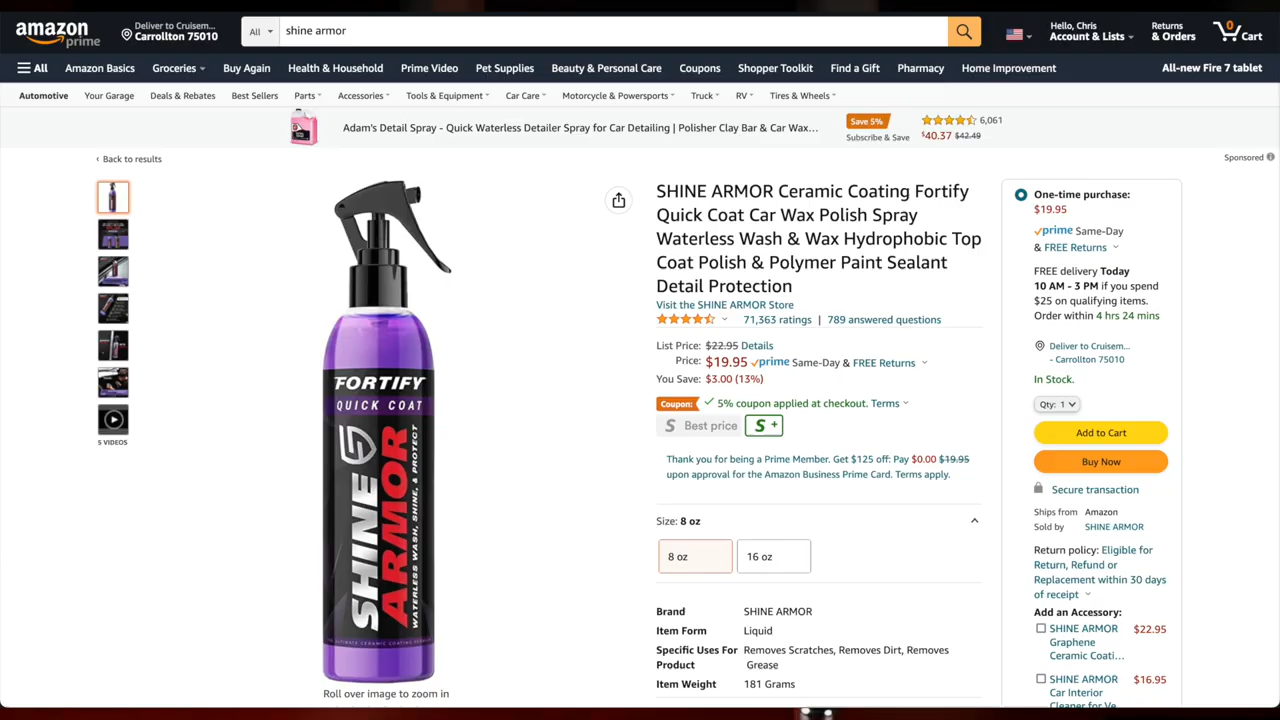 amazon
prime
Deliver to Cruisem...
Carrollton 75010
All
shine armor
Hello, Chris
Account & Lists
Returns
& Orders
0
Cart
All
Amazon Basics
Groceries
Buy Again
Health & Household
Prime Video
Pet Supplies
Beauty & Personal Care
Coupons
Shopper Toolkit
Find a Gift
Pharmacy
Home Improvement
All-new Fire 7 tablet
Automotive
Your Garage
Deals & Rebates
Best Sellers
Parts
Accessories
Tools & Equipment
Car Care
Motorcycle & Powersports
Truck
RV
Tires & Wheels
Adam's Detail Spray - Quick Waterless Detailer Spray for Car Detailing | Polisher Clay Bar & Car Wax...
Save 5%
Subscribe & Save
6,061
$40.37 $42.49
‹ Back to results
Sponsored
5 VIDEOS
FORTIFY
QUICK COAT
SHINE
ARMOR
WATERLESS WASH, SHINE, & PROTECT
Roll over image to zoom in
SHINE ARMOR Ceramic Coating Fortify
Quick Coat Car Wax Polish Spray
Waterless Wash & Wax Hydrophobic Top
Coat Polish & Polymer Paint Sealant
Detail Protection
Visit the SHINE ARMOR Store
71,363 ratings | 789 answered questions
List Price: $22.95 Details
Price: $19.95 prime Same-Day & FREE Returns
You Save: $3.00 (13%)
Coupon: 5% coupon applied at checkout. Terms
S Best price
S +
Thank you for being a Prime Member. Get $125 off: Pay $0.00 $19.95
upon approval for the Amazon Business Prime Card. Terms apply.
Size: 8 oz
8 oz
16 oz
Brand SHINE ARMOR
Item Form Liquid
Specific Uses For Removes Scratches, Removes Dirt, Removes
Product Grease
Item Weight 181 Grams
One-time purchase:
$19.95
prime Same-Day
& FREE Returns
FREE delivery Today
10 AM - 3 PM if you spend
$25 on qualifying items.
Order within 4 hrs 24 mins
Deliver to Cruisem...
- Carrollton 75010
In Stock.
Qty: 1
Add to Cart
Buy Now
Secure transaction
Ships from Amazon
Sold by SHINE ARMOR
Return policy: Eligible for
Return, Refund or
Replacement within 30 days
of receipt
Add an Accessory:
SHINE ARMOR $22.95
Graphene
Ceramic Coati...
SHINE ARMOR $16.95
Car Interior
Cleaner for Ve